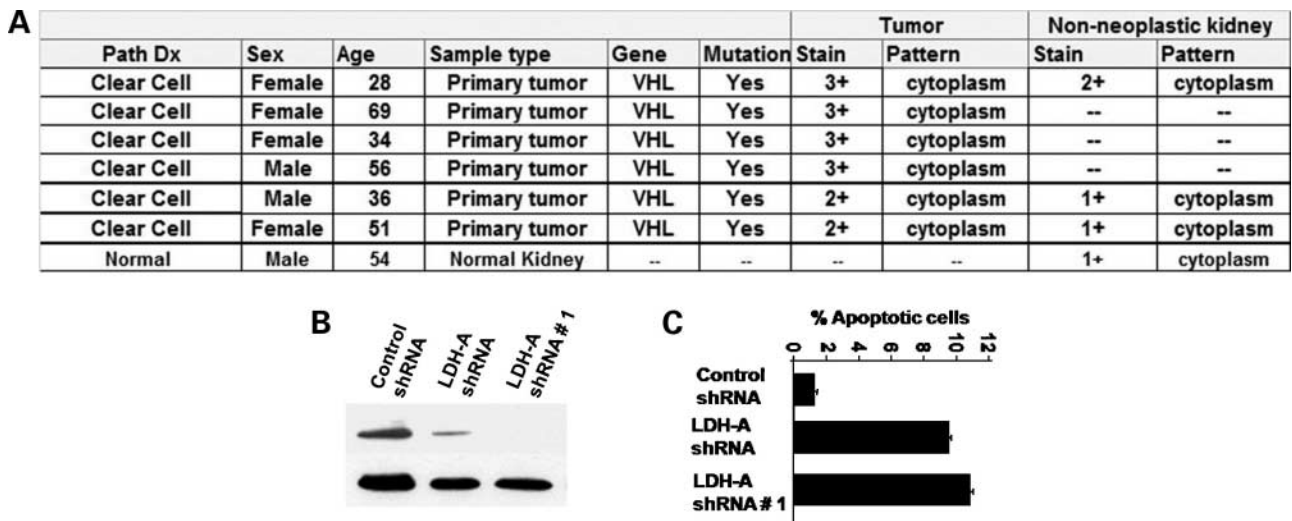 A
Tumor Non-neoplastic kidney
Path Dx Sex Age Sample type Gene Mutation Stain Pattern Stain Pattern
Clear Cell Female 28 Primary tumor VHL Yes 3+ cytoplasm 2+ cytoplasm
Clear Cell Female 69 Primary tumor VHL Yes 3+ cytoplasm -- --
Clear Cell Female 34 Primary tumor VHL Yes 3+ cytoplasm -- --
Clear Cell Male 56 Primary tumor VHL Yes 3+ cytoplasm -- --
Clear Cell Male 36 Primary tumor VHL Yes 2+ cytoplasm 1+ cytoplasm
Clear Cell Female 51 Primary tumor VHL Yes 2+ cytoplasm 1+ cytoplasm
Normal Male 54 Normal Kidney -- -- -- -- 1+ cytoplasm
B
Control
shRNA
LDH-A
shRNA
LDH-A
shRNA # 1
C
% Apoptotic cells
0 2 4 6 8 10 12
Control
shRNA
LDH-A
shRNA
LDH-A
shRNA # 1